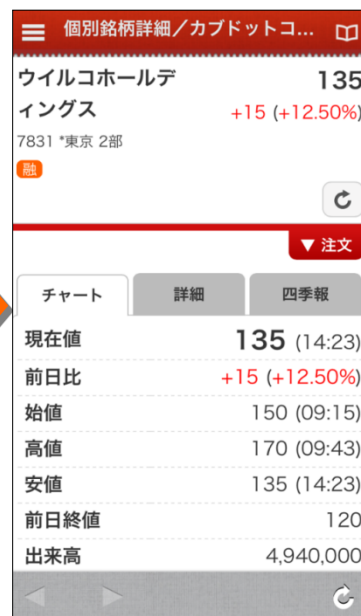 個別銘柄詳細/カブドットコ...
ウイルコホールデ 135
ィングス +15 (+12.50%)
7831 *東京 2部
融
▼ 注文
チャート 詳細 四季報
現在値 135 (14:23)
前日比 +15 (+12.50%)
始値 150 (09:15)
高値 170 (09:43)
安値 135 (14:23)
前日終値 120
出来高 4,940,000